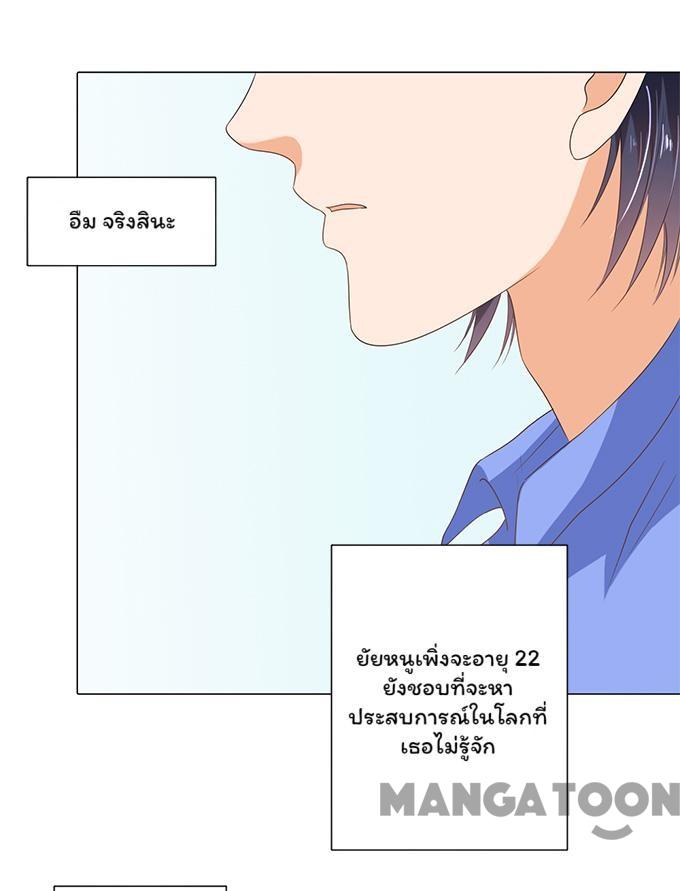 อืม จริงสินะ
ยัยหนูเพิ่งจะอายุ 22
ยังชอบที่จะหา
ประสบการณ์ในโลกที่
เธอไม่รู้จัก
MANGATOON